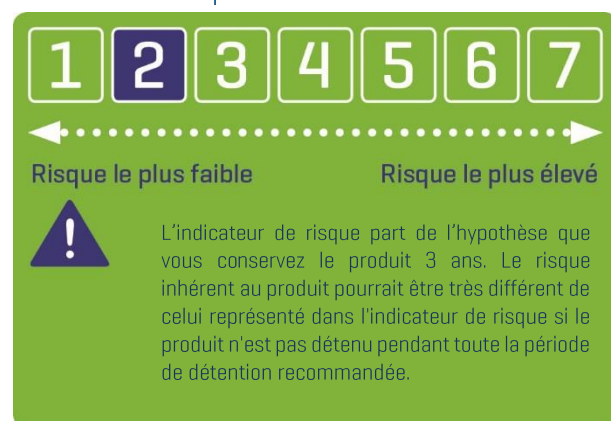 1 2 3 4 5 6 7
Risque le plus faible Risque le plus élevé
!
L'indicateur de risque part de l'hypothèse que
vous conservez le produit 3 ans. Le risque
inhérent au produit pourrait être très différent de
celui représenté dans l'indicateur de risque si le
produit n'est pas détenu pendant toute la période
de détention recommandée.